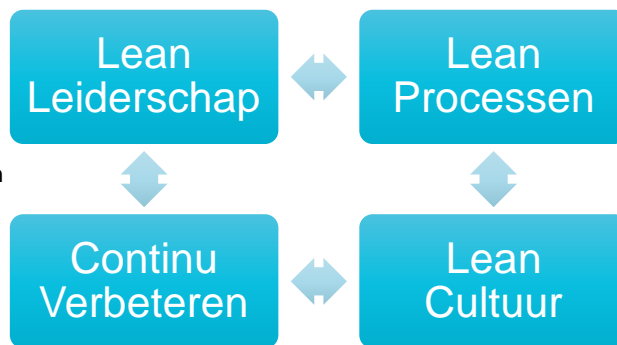 Lean
Leiderschap
Lean
Processen
Continu
Verbeteren
Lean
Cultuur